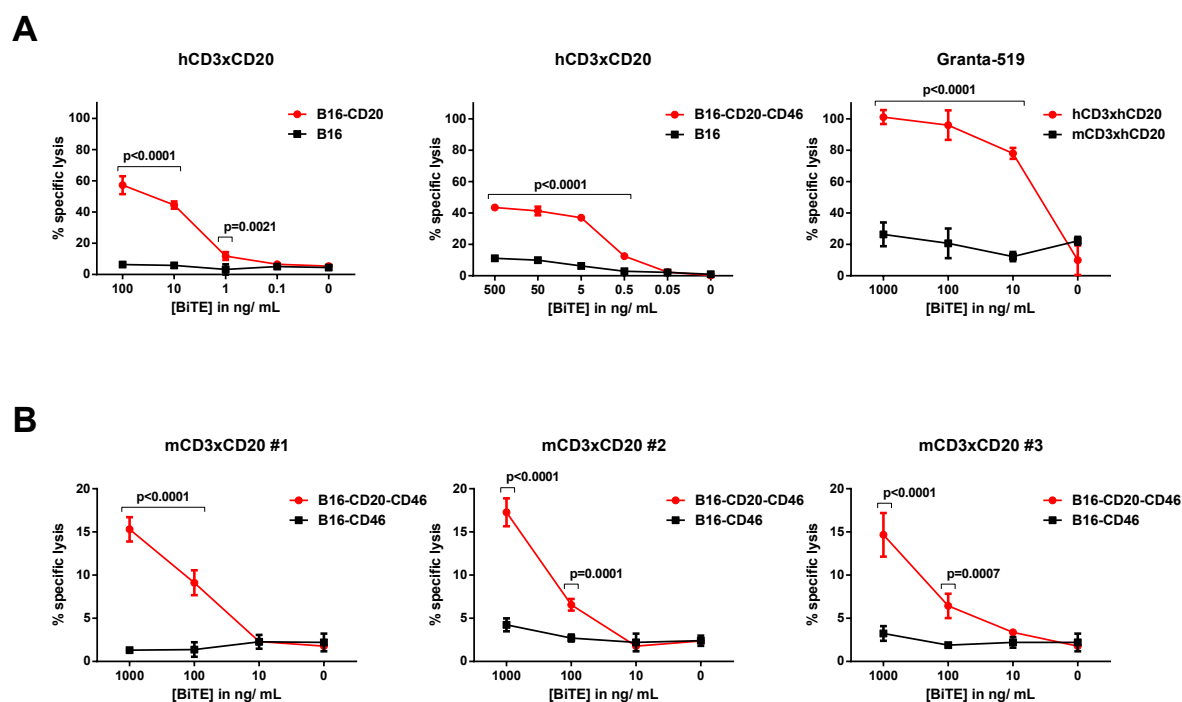 A
hCD3xCD20
% specific lysis
100
80
60
40
20
0
p<0.0001
p=0.0021
B16-CD20
B16
100 10 1 0.1 0
[BiTE] in ng/ mL
hCD3xCD20
% specific lysis
100
80
60
40
20
0
p<0.0001
B16-CD20-CD46
B16
500 50 5 0.5 0.05 0
[BiTE] in ng/ mL
Granta-519
% specific lysis
100
80
60
40
20
0
p<0.0001
hCD3xhCD20
mCD3xhCD20
1000 100 10 0
[BiTE] in ng/ mL
B
mCD3xCD20 #1
% specific lysis
20
15
10
5
0
p<0.0001
B16-CD20-CD46
B16-CD46
1000 100 10 0
[BiTE] in ng/ mL
mCD3xCD20 #2
% specific lysis
20
15
10
5
0
p<0.0001
p=0.0001
B16-CD20-CD46
B16-CD46
1000 100 10 0
[BiTE] in ng/ mL
mCD3xCD20 #3
% specific lysis
20
15
10
5
0
p<0.0001
p=0.0007
B16-CD20-CD46
B16-CD46
1000 100 10 0
[BiTE] in ng/ mL